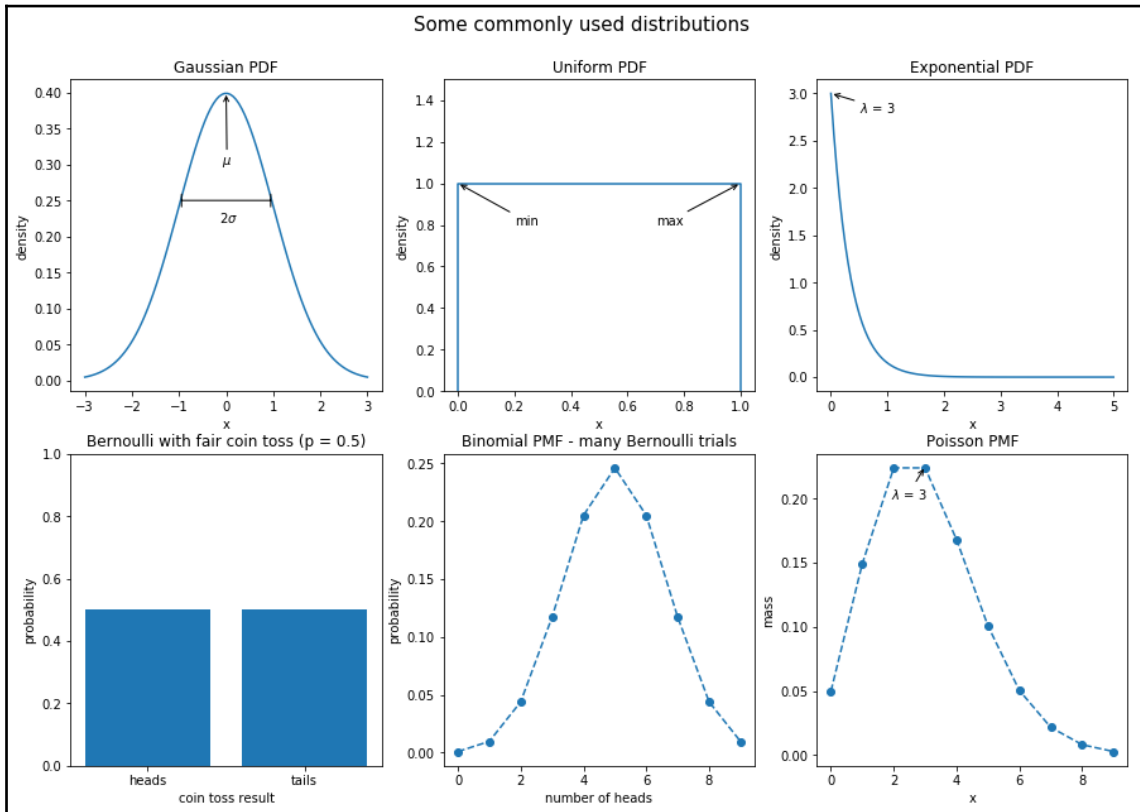 Some commonly used distributions
Gaussian PDF
0.40
0.35
0.30
0.25
0.20
0.15
0.10
0.05
0.00
density
μ
2σ
−3 −2 −1 0 1 2 3
x
Uniform PDF
1.4
1.2
1.0
0.8
0.6
0.4
0.2
0.0
density
min
max
0.0 0.2 0.4 0.6 0.8 1.0
x
Exponential PDF
3.0
2.5
2.0
1.5
1.0
0.5
0.0
density
λ = 3
0 1 2 3 4 5
x
Bernoulli with fair coin toss (p = 0.5)
1.0
0.8
0.6
0.4
0.2
0.0
probability
heads tails
coin toss result
Binomial PMF - many Bernoulli trials
0.25
0.20
0.15
0.10
0.05
0.00
probability
0 2 4 6 8
number of heads
Poisson PMF
0.20
0.15
0.10
0.05
0.00
mass
λ = 3
0 2 4 6 8
x